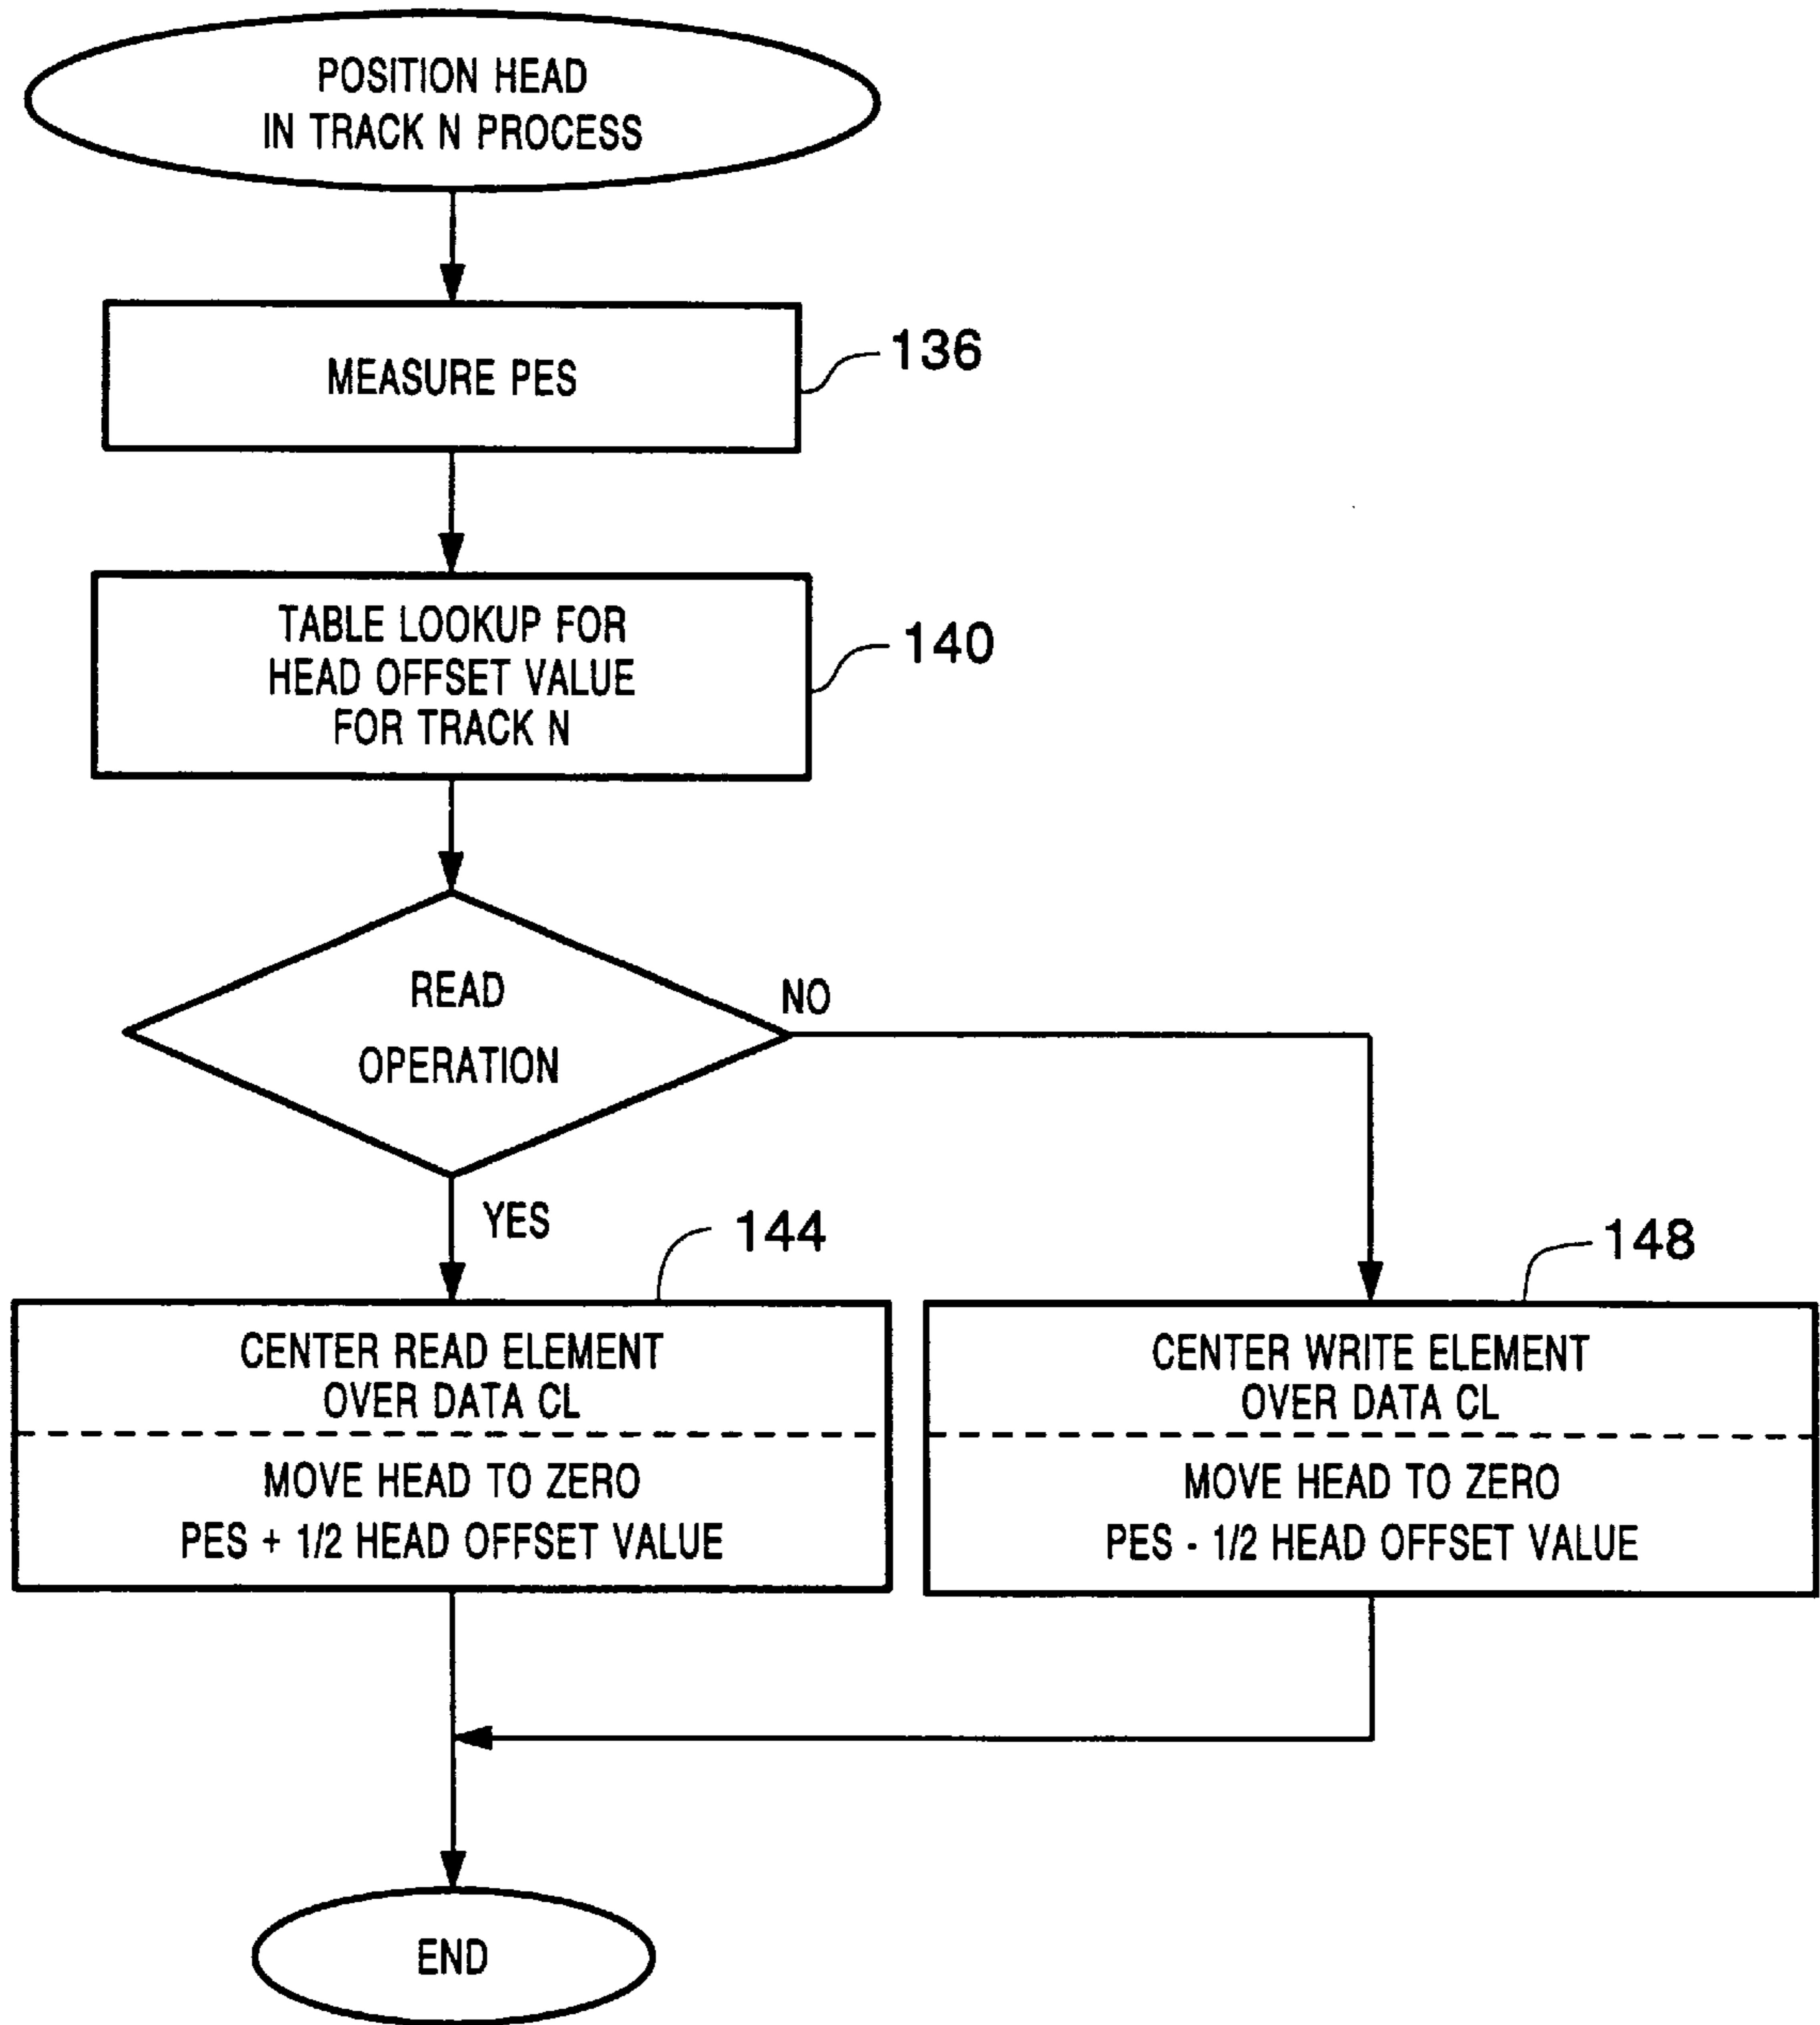 POSITION HEAD
IN TRACK N PROCESS
MEASURE PES
136
TABLE LOOKUP FOR
HEAD OFFSET VALUE
FOR TRACK N
140
READ
OPERATION
NO
YES
144
148
CENTER READ ELEMENT
OVER DATA CL
MOVE HEAD TO ZERO
PES + 1/2 HEAD OFFSET VALUE
CENTER WRITE ELEMENT
OVER DATA CL
MOVE HEAD TO ZERO
PES - 1/2 HEAD OFFSET VALUE
END